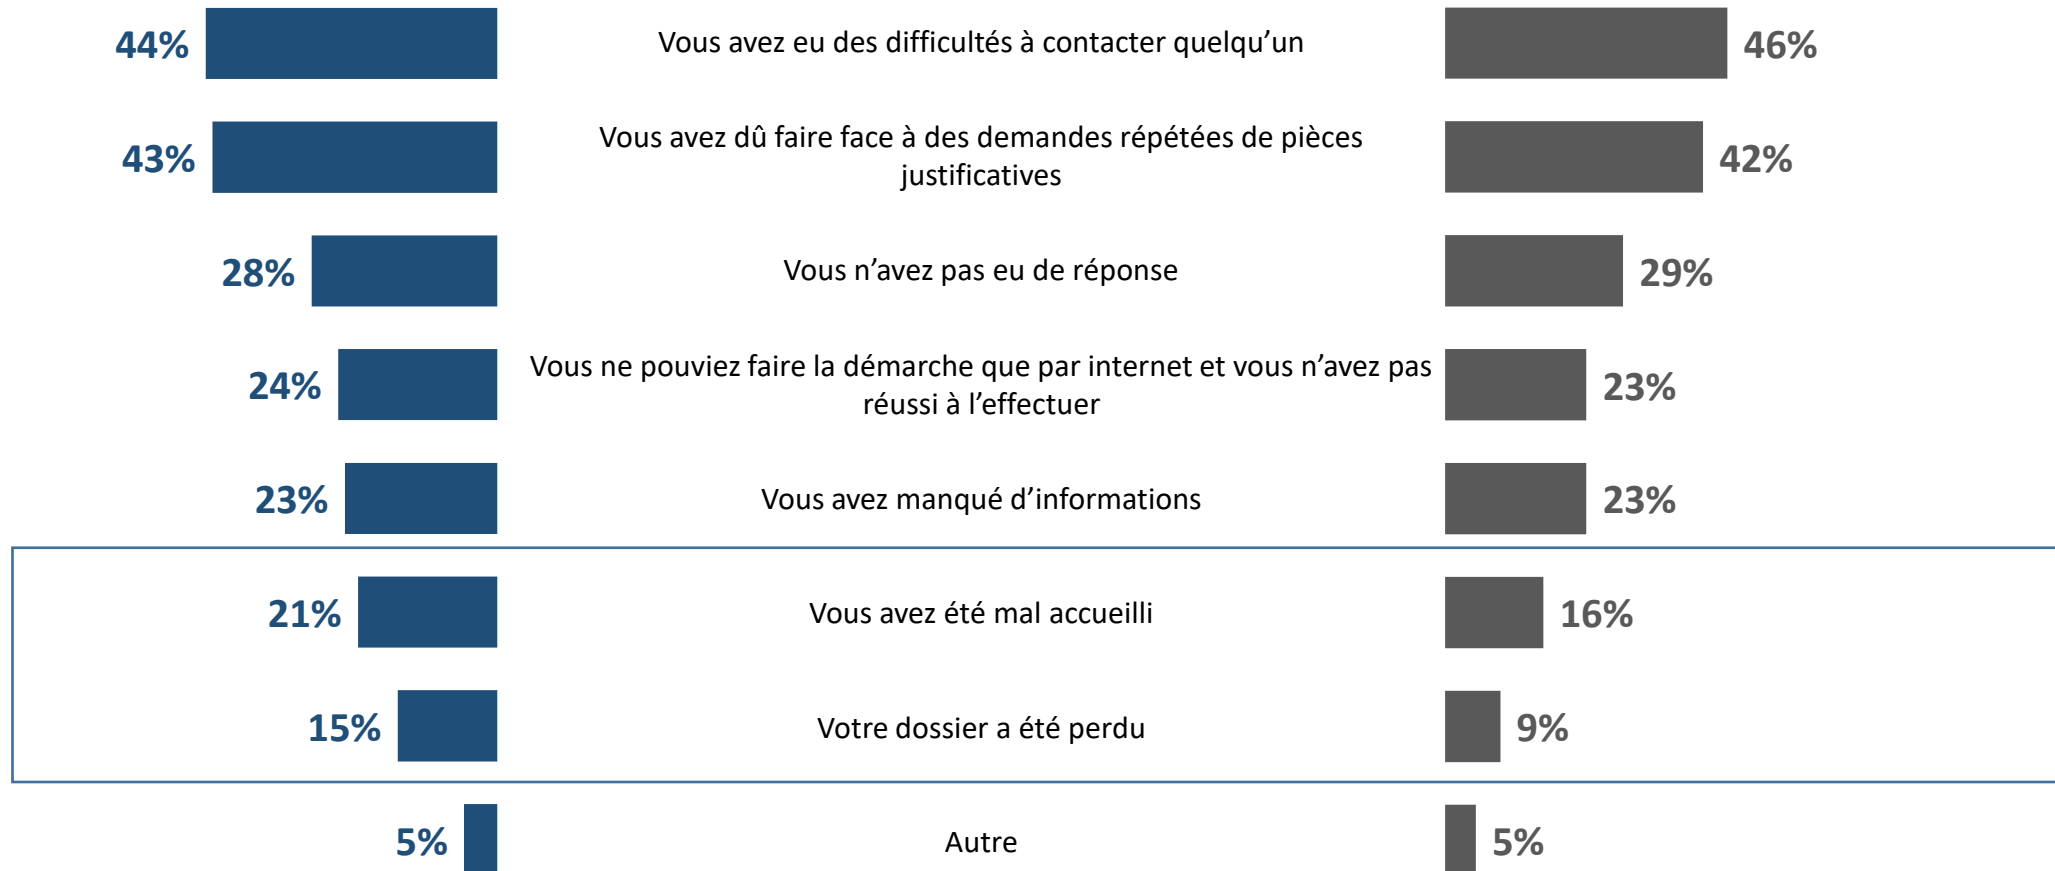 44% Vous avez eu des difficultés à contacter quelqu’un 46%
43% Vous avez dû faire face à des demandes répétées de pièces
justificatives 42%
28% Vous n’avez pas eu de réponse 29%
24% Vous ne pouviez faire la démarche que par internet et vous n’avez pas
réussi à l’effectuer 23%
23% Vous avez manqué d’informations 23%
21% Vous avez été mal accueilli 16%
15% Votre dossier a été perdu 9%
5% Autre 5%